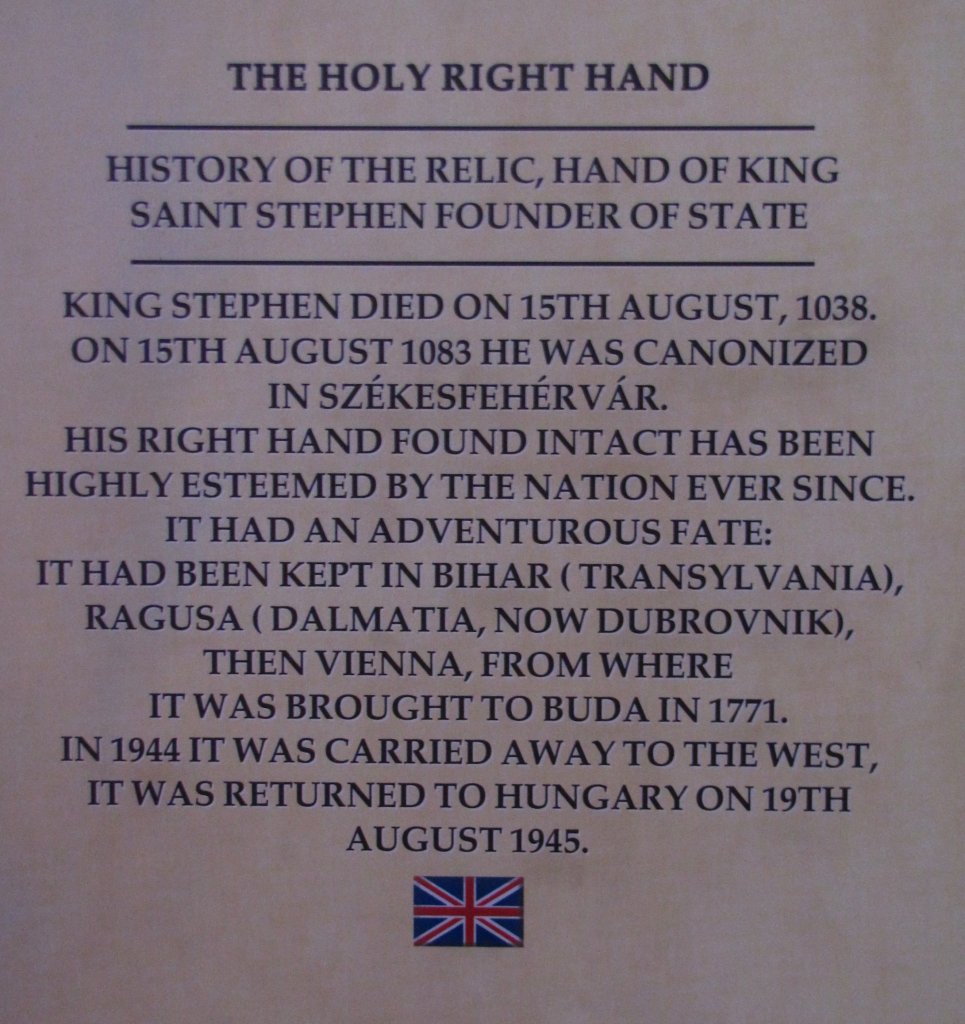 THE HOLY RIGHT HAND
HISTORY OF THE RELIC, HAND OF KING
SAINT STEPHEN FOUNDER OF STATE
KING STEPHEN DIED ON 15TH AUGUST, 1038.
ON 15TH AUGUST 1083 HE WAS CANONIZED
IN SZÉKESFEHÉRVÁR.
HIS RIGHT HAND FOUND INTACT HAS BEEN
HIGHLY ESTEEMED BY THE NATION EVER SINCE.
IT HAD AN ADVENTUROUS FATE:
IT HAD BEEN KEPT IN BIHAR ( TRANSYLVANIA),
RAGUSA ( DALMATIA, NOW DUBROVNIK),
THEN VIENNA, FROM WHERE
IT WAS BROUGHT TO BUDA IN 1771.
IN 1944 IT WAS CARRIED AWAY TO THE WEST,
IT WAS RETURNED TO HUNGARY ON 19TH
AUGUST 1945.